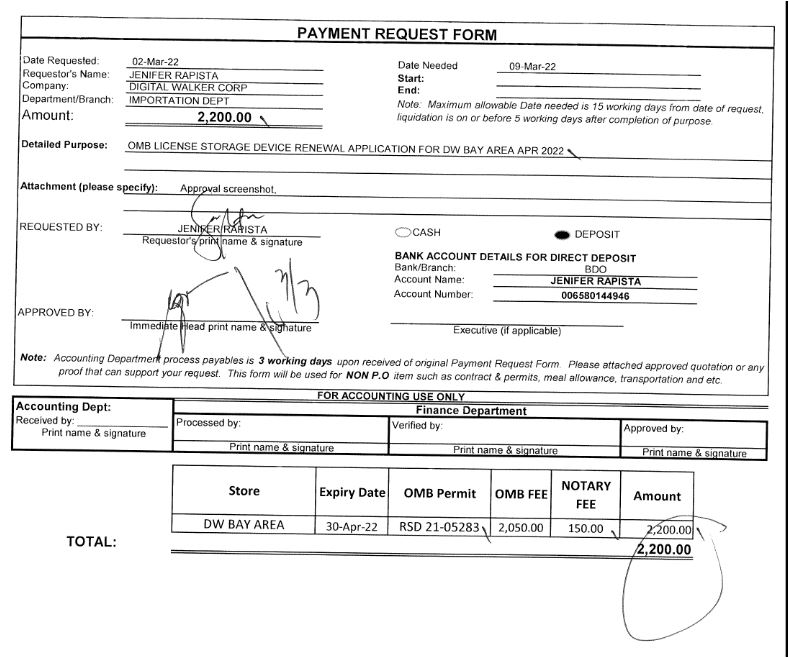 PAYMENT REQUEST FORM
Date Requested: 02-Mar-22
Date Needed 09-Mar-22
Requestor's Name: JENIFER RAPISTA
Start:
Company: DIGITAL WALKER CORP
End:
Department/Branch: IMPORTATION DEPT
Note: Maximum allowable Date needed is 15 working days from date of request, liquidation is on or before 5 working days after completion of purpose.
Amount: 2,200.00
Detailed Purpose: OMB LICENSE STORAGE DEVICE RENEWAL APPLICATION FOR DW BAY AREA APR 2022
Attachment (please specify): Approval screenshot.
REQUESTED BY: JENIFER RAPISTA
Requestor's print name & signature
CASH DEPOSIT
BANK ACCOUNT DETAILS FOR DIRECT DEPOSIT
Bank/Branch: BDO
Account Name: JENIFER RAPISTA
Account Number: 006580144946
APPROVED BY:
Immediate Head print name & signature
Executive (if applicable)
Note: Accounting Department process payables is 3 working days upon received of original Payment Request Form. Please attached approved quotation or any
proof that can support your request. This form will be used for NON P.O item such as contract & permits, meal allowance, transportation and etc.
FOR ACCOUNTING USE ONLY
Accounting Dept:
Finance Department
Received by:
Print name & signature
Processed by:
Print name & signature
Verified by:
Print name & signature
Approved by:
Print name & signature
Store Expiry Date OMB Permit OMB FEE NOTARY FEE Amount
DW BAY AREA 30-Apr-22 RSD 21-05283 2,050.00 150.00 2,200.00
TOTAL: 2,200.00